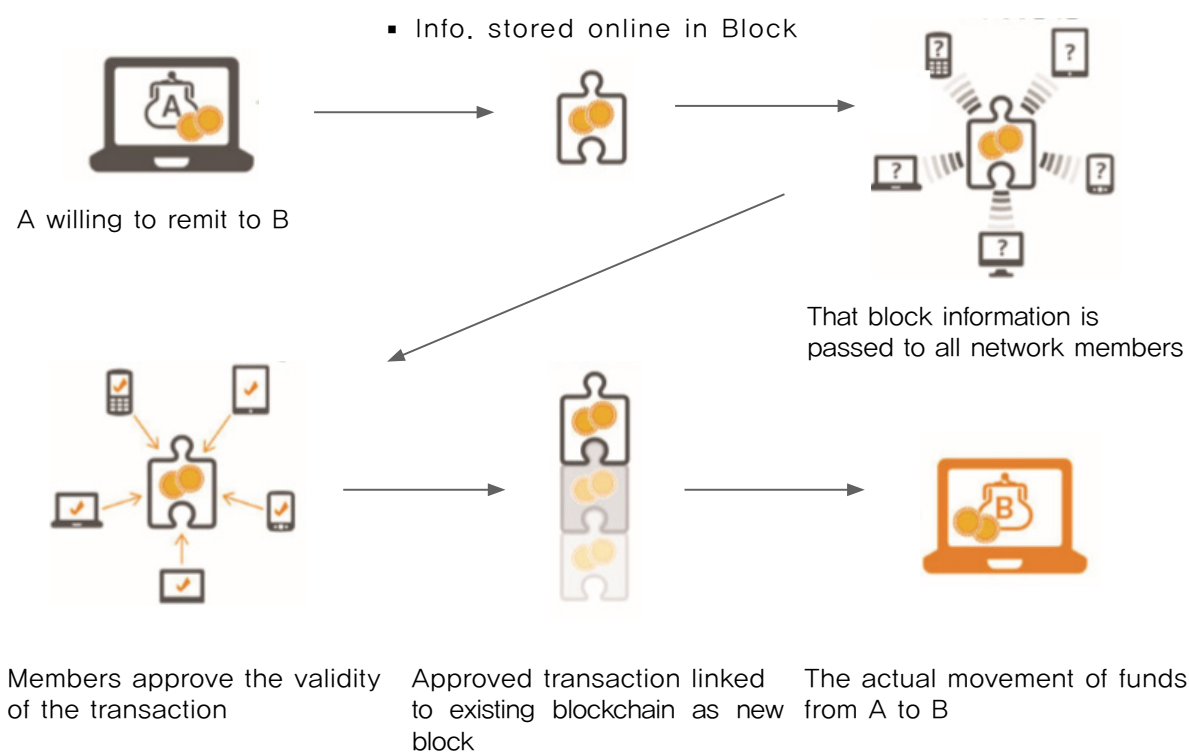 ▪ Info. stored online in Block
A
?
?
?
?
?
A willing to remit to B
That block information is
passed to all network members
B
Members approve the validity
of the transaction
Approved transaction linked
to existing blockchain as new
block
The actual movement of funds
from A to B